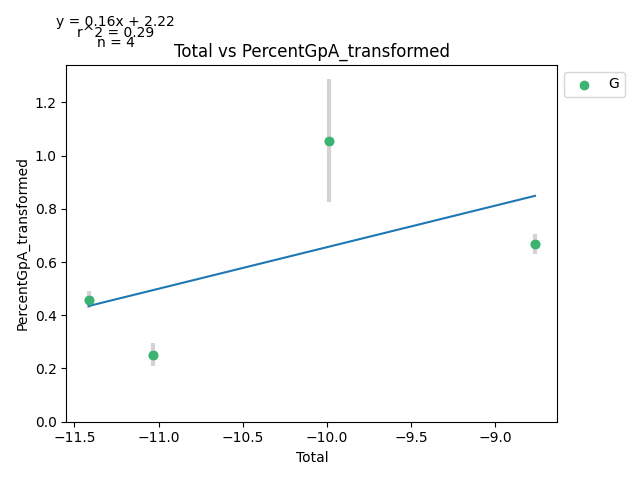 y = 0.16x + 2.22
r^2 = 0.29
n = 4
Total vs PercentGpA_transformed
G
PercentGpA_transformed
1.2
1.0
0.8
0.6
0.4
0.2
0.0
−11.5 −11.0 −10.5 −10.0 −9.5 −9.0
Total